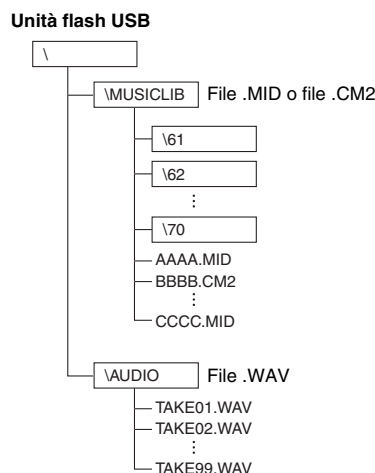 Unità flash USB
\
\MUSICLIB File .MID o file .CM2
\61
\62
⋮
\70
AAAA.MID
BBBB.CM2
⋮
CCCC.MID
\AUDIO File .WAV
TAKE01.WAV
TAKE02.WAV
⋮
TAKE99.WAV